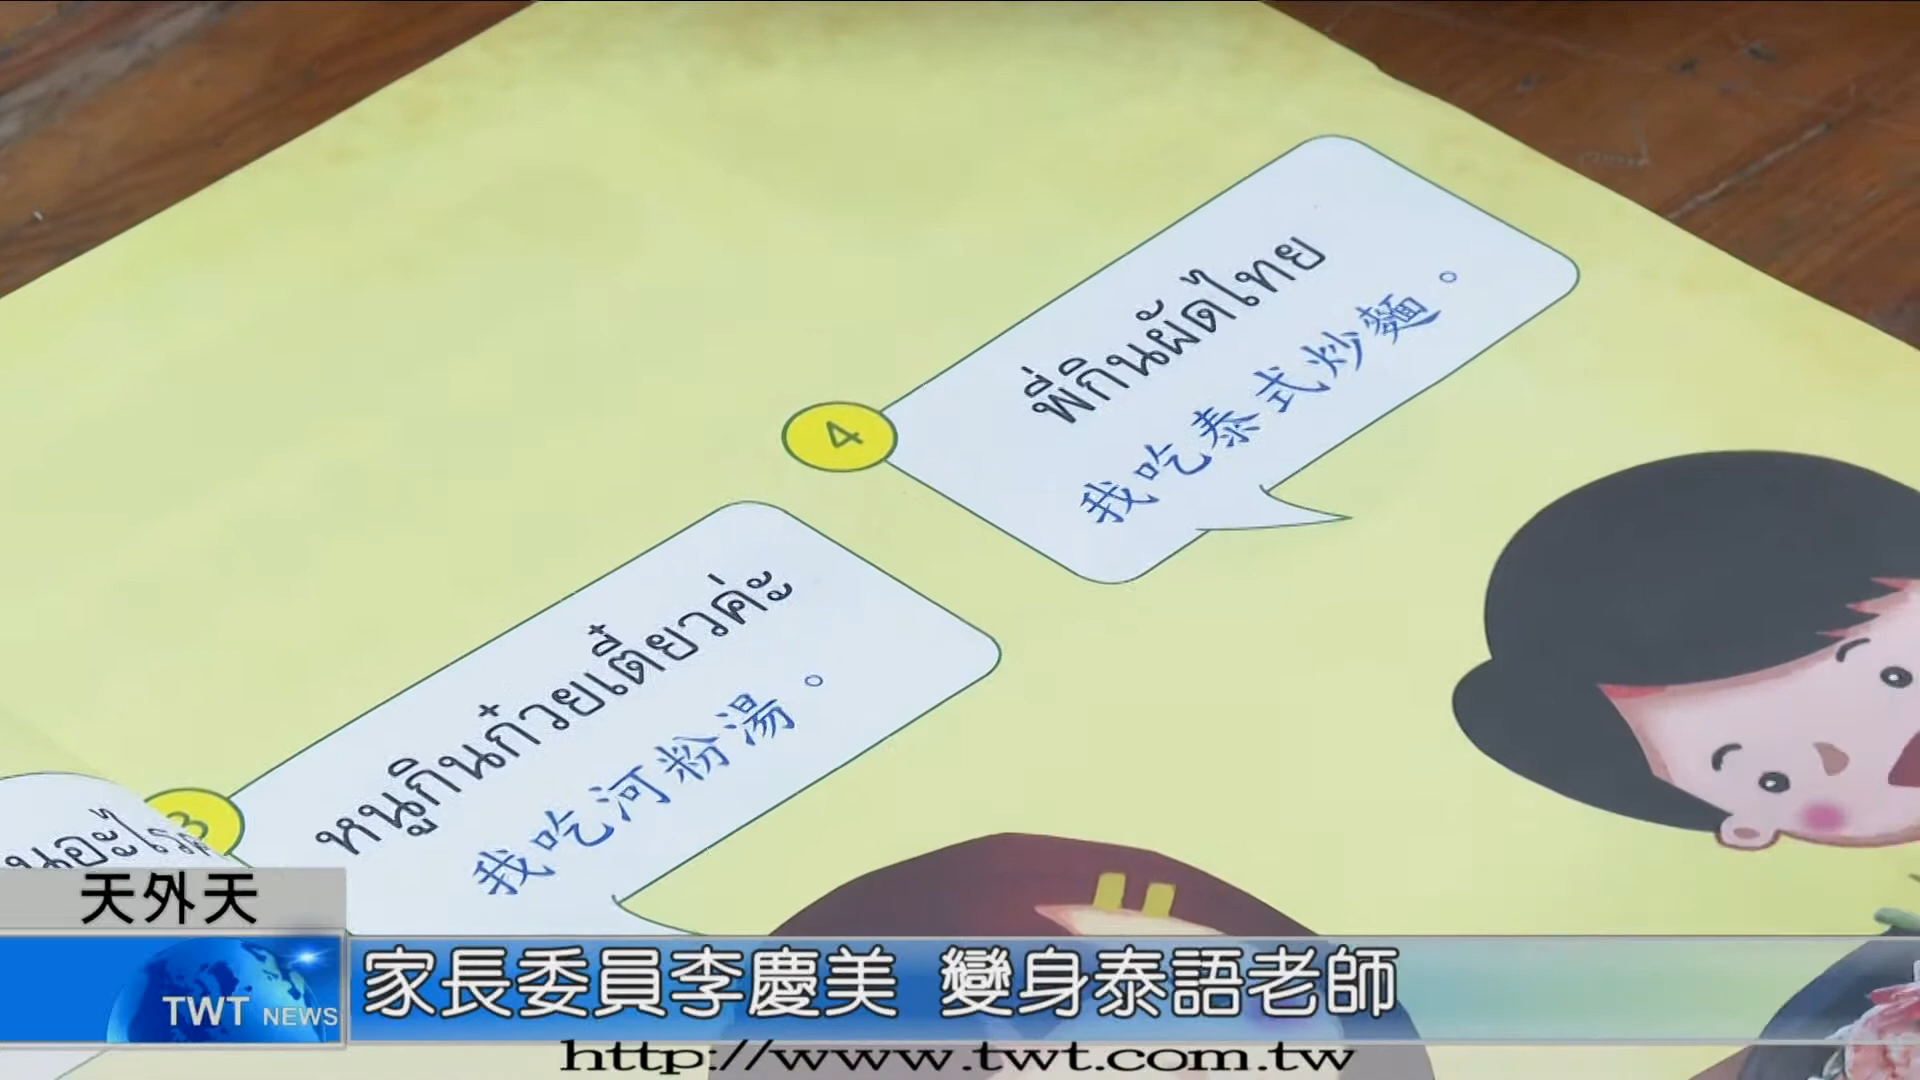 4
พี่กินผัดไทย
我吃泰式炒麵。
3
หนูกินก๋วยเตี๋ยวค่ะ
我吃河粉湯。
天外天
TWT NEWS
家長委員李慶美 變身泰語老師
http://www.twt.com.tw